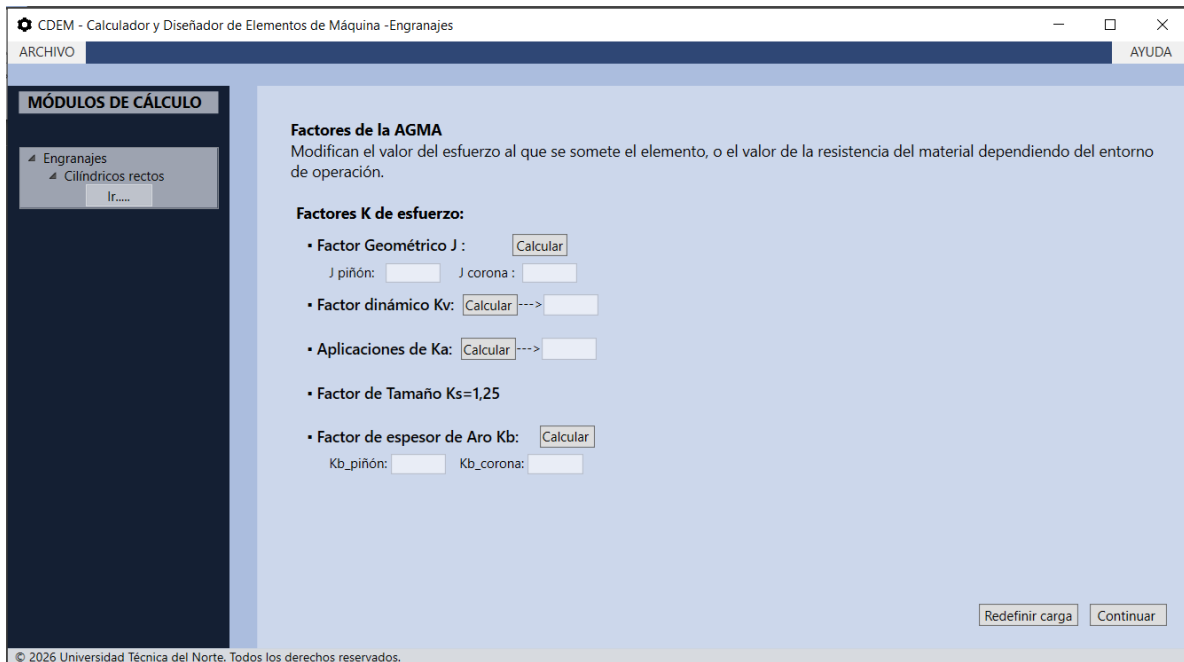 CDEM - Calculador y Diseñador de Elementos de Máquina -Engranajes
ARCHIVO
AYUDA
MÓDULOS DE CÁLCULO
Engranajes
Cilíndricos rectos
Ir.....
Factores de la AGMA
Modifican el valor del esfuerzo al que se somete el elemento, o el valor de la resistencia del material dependiendo del entorno
de operación.
Factores K de esfuerzo:
▪ Factor Geométrico J : Calcular
J piñón: J corona :
▪ Factor dinámico Kv: Calcular --->
▪ Aplicaciones de Ka: Calcular --->
▪ Factor de Tamaño Ks=1,25
▪ Factor de espesor de Aro Kb: Calcular
Kb_piñón: Kb_corona:
Redefinir carga Continuar
© 2026 Universidad Técnica del Norte. Todos los derechos reservados.